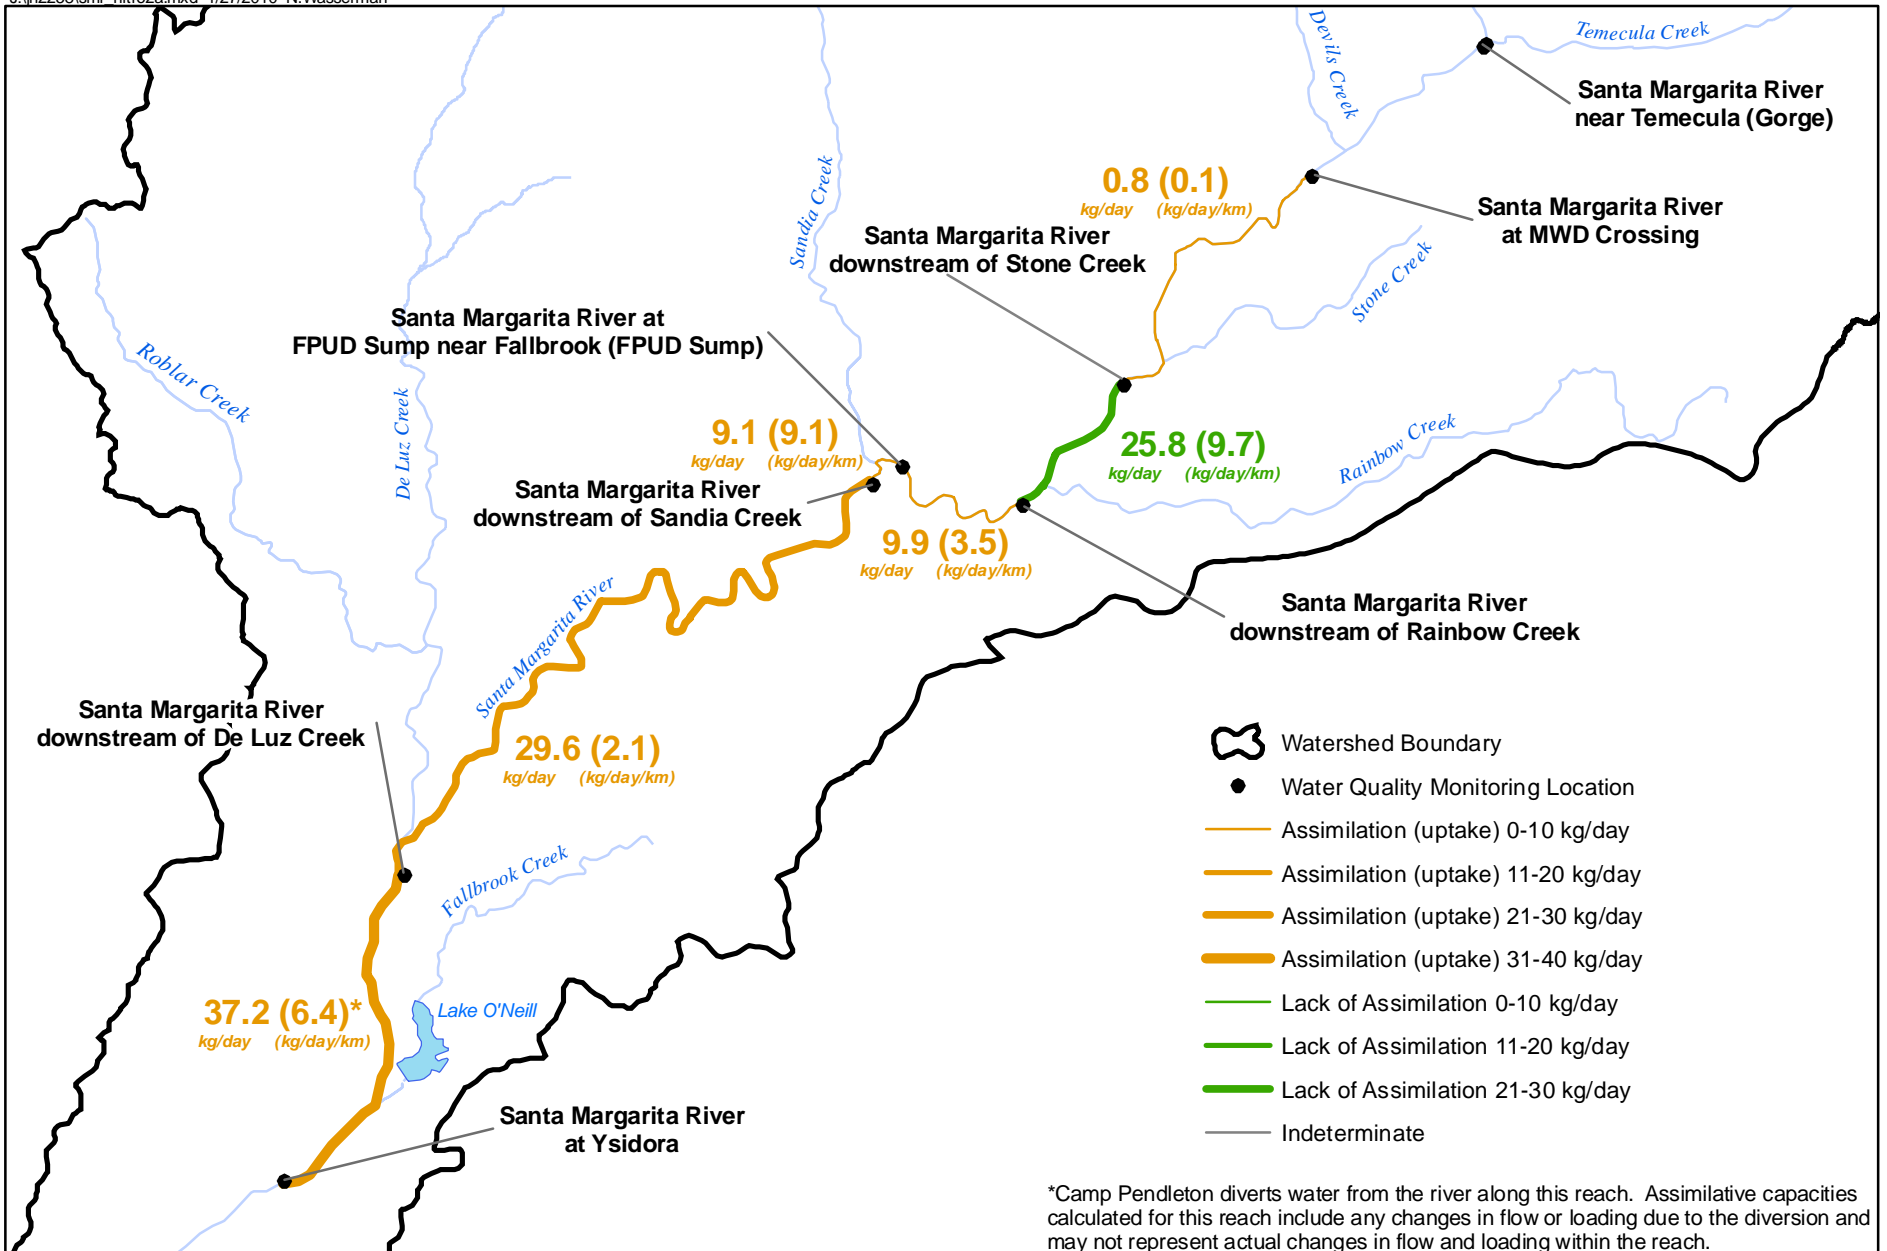 Temecula Creek
Devils Creek
Santa Margarita River
near Temecula (Gorge)
0.8 (0.1)
kg/day (kg/day/km)
Santa Margarita River
at MWD Crossing
Sandia Creek
Santa Margarita River
downstream of Stone Creek
Stone Creek
Santa Margarita River at
FPUD Sump near Fallbrook (FPUD Sump)
Roblar Creek
De Luz Creek
9.1 (9.1)
kg/day (kg/day/km)
25.8 (9.7)
kg/day (kg/day/km)
Rainbow Creek
Santa Margarita River
downstream of Sandia Creek
9.9 (3.5)
kg/day (kg/day/km)
Santa Margarita River
downstream of Rainbow Creek
Santa Margarita River
Santa Margarita River
downstream of De Luz Creek
29.6 (2.1)
kg/day (kg/day/km)
Fallbrook Creek
37.2 (6.4)*
kg/day (kg/day/km)
Lake O'Neill
Santa Margarita River
at Ysidora
Watershed Boundary
Water Quality Monitoring Location
Assimilation (uptake) 0-10 kg/day
Assimilation (uptake) 11-20 kg/day
Assimilation (uptake) 21-30 kg/day
Assimilation (uptake) 31-40 kg/day
Lack of Assimilation 0-10 kg/day
Lack of Assimilation 11-20 kg/day
Lack of Assimilation 21-30 kg/day
Indeterminate
*Camp Pendleton diverts water from the river along this reach. Assimilative capacities
calculated for this reach include any changes in flow or loading due to the diversion and
may not represent actual changes in flow and loading within the reach.